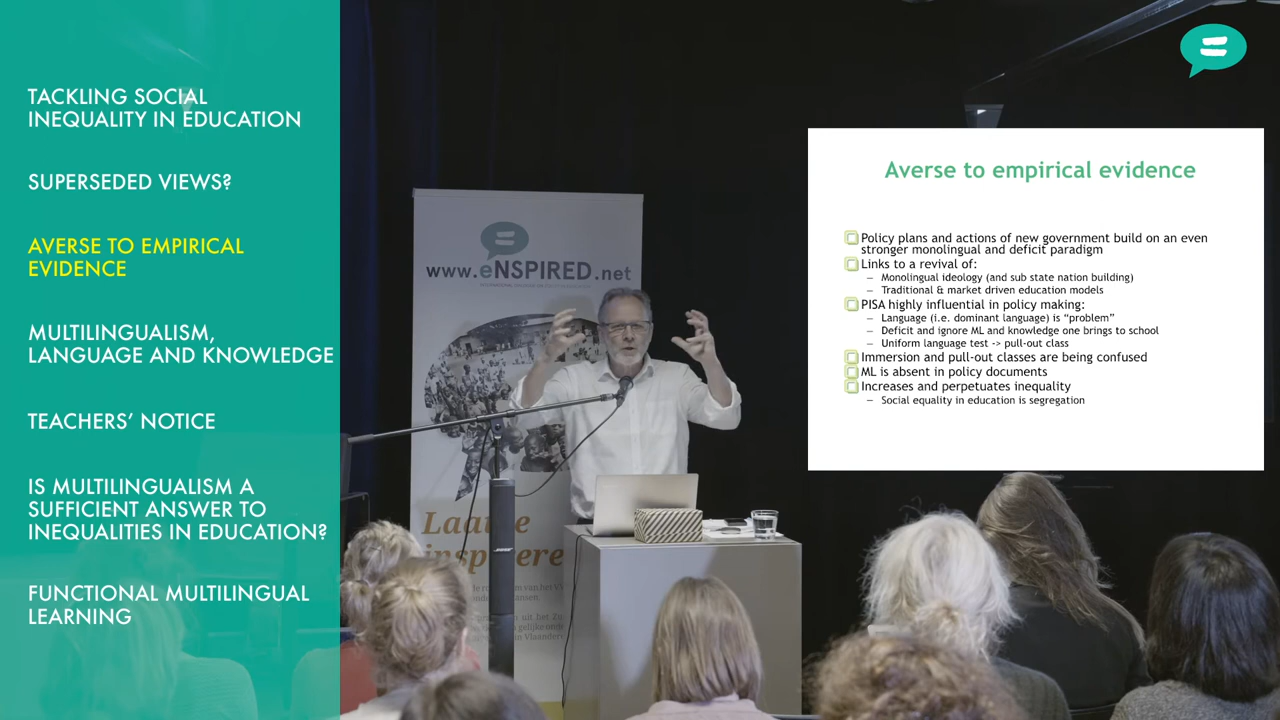 TACKLING SOCIAL
INEQUALITY IN EDUCATION
SUPERSEDED VIEWS?
AVERSE TO EMPIRICAL
EVIDENCE
MULTILINGUALISM,
LANGUAGE AND KNOWLEDGE
TEACHERS' NOTICE
IS MULTILINGUALISM A
SUFFICIENT ANSWER TO
INEQUALITIES IN EDUCATION?
FUNCTIONAL MULTILINGUAL
LEARNING
www.eNSPIRED.net
Averse to empirical evidence
Policy plans and actions of new government build on an even
stronger monolingual and deficit paradigm
Links to a revival of:
– Monolingual ideology (and sub state nation building)
– Traditional & market driven education models
PISA highly influential in policy making:
– Language (i.e. dominant language) is “problem”
– Deficit and ignore ML and knowledge one brings to school
– Uniform language test -> pull-out class
Immersion and pull-out classes are being confused
ML is absent in policy documents
Increases and perpetuates inequality
– Social equality in education is segregation